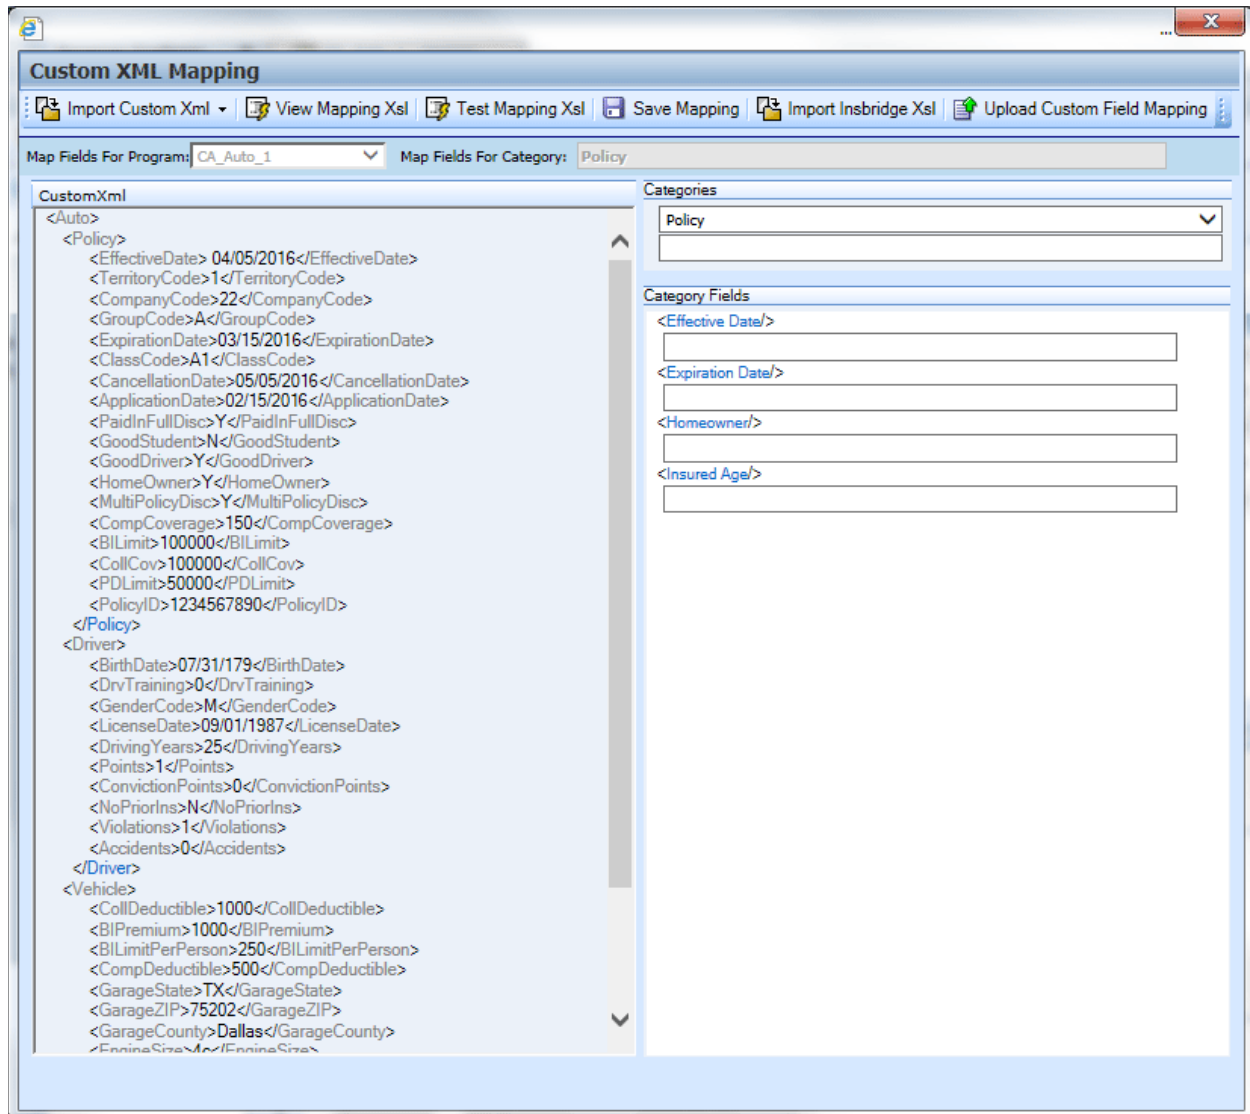 ...
Custom XML Mapping
Import Custom Xml View Mapping Xsl Test Mapping Xsl Save Mapping Import Insbridge Xsl Upload Custom Field Mapping
Map Fields For Program: CA_Auto_1 Map Fields For Category: Policy
CustomXml
<Auto>
<Policy>
<EffectiveDate> 04/05/2016</EffectiveDate>
<TerritoryCode>1</TerritoryCode>
<CompanyCode>22</CompanyCode>
<GroupCode>A</GroupCode>
<ExpirationDate>03/15/2016</ExpirationDate>
<ClassCode>A1</ClassCode>
<CancellationDate>05/05/2016</CancellationDate>
<ApplicationDate>02/15/2016</ApplicationDate>
<PaidInFullDisc>Y</PaidInFullDisc>
<GoodStudent>N</GoodStudent>
<GoodDriver>Y</GoodDriver>
<HomeOwner>Y</HomeOwner>
<MultiPolicyDisc>Y</MultiPolicyDisc>
<CompCoverage>150</CompCoverage>
<BILimit>100000</BILimit>
<CollCov>100000</CollCov>
<PDLimit>50000</PDLimit>
<PolicyID>1234567890</PolicyID>
</Policy>
<Driver>
<BirthDate>07/31/179</BirthDate>
<DrvTraining>0</DrvTraining>
<GenderCode>M</GenderCode>
<LicenseDate>09/01/1987</LicenseDate>
<DrivingYears>25</DrivingYears>
<Points>1</Points>
<ConvictionPoints>0</ConvictionPoints>
<NoPriorIns>N</NoPriorIns>
<Violations>1</Violations>
<Accidents>0</Accidents>
</Driver>
<Vehicle>
<CollDeductible>1000</CollDeductible>
<BIPremium>1000</BIPremium>
<BILimitPerPerson>250</BILimitPerPerson>
<CompDeductible>500</CompDeductible>
<GarageState>TX</GarageState>
<GarageZIP>75202</GarageZIP>
<GarageCounty>Dallas</GarageCounty>
<EngineSize>4c</EngineSize>
Categories
Policy
Category Fields
<Effective Date/>
<Expiration Date/>
<Homeowner/>
<Insured Age/>